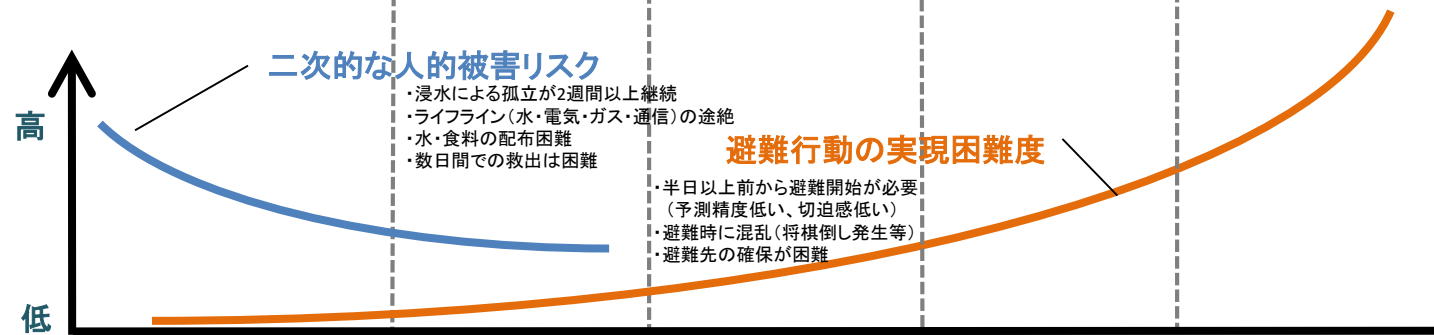 二次的な人的被害リスク
・浸水による孤立が2週間以上継続
・ライフライン(水・電気・ガス・通信)の途絶
・水・食料の配布困難
・数日間での救出は困難
高
避難行動の実現困難度
・半日以上前から避難開始が必要
(予測精度低い、切迫感低い)
・避難時に混乱(将棋倒し発生等)
・避難先の確保が困難
低